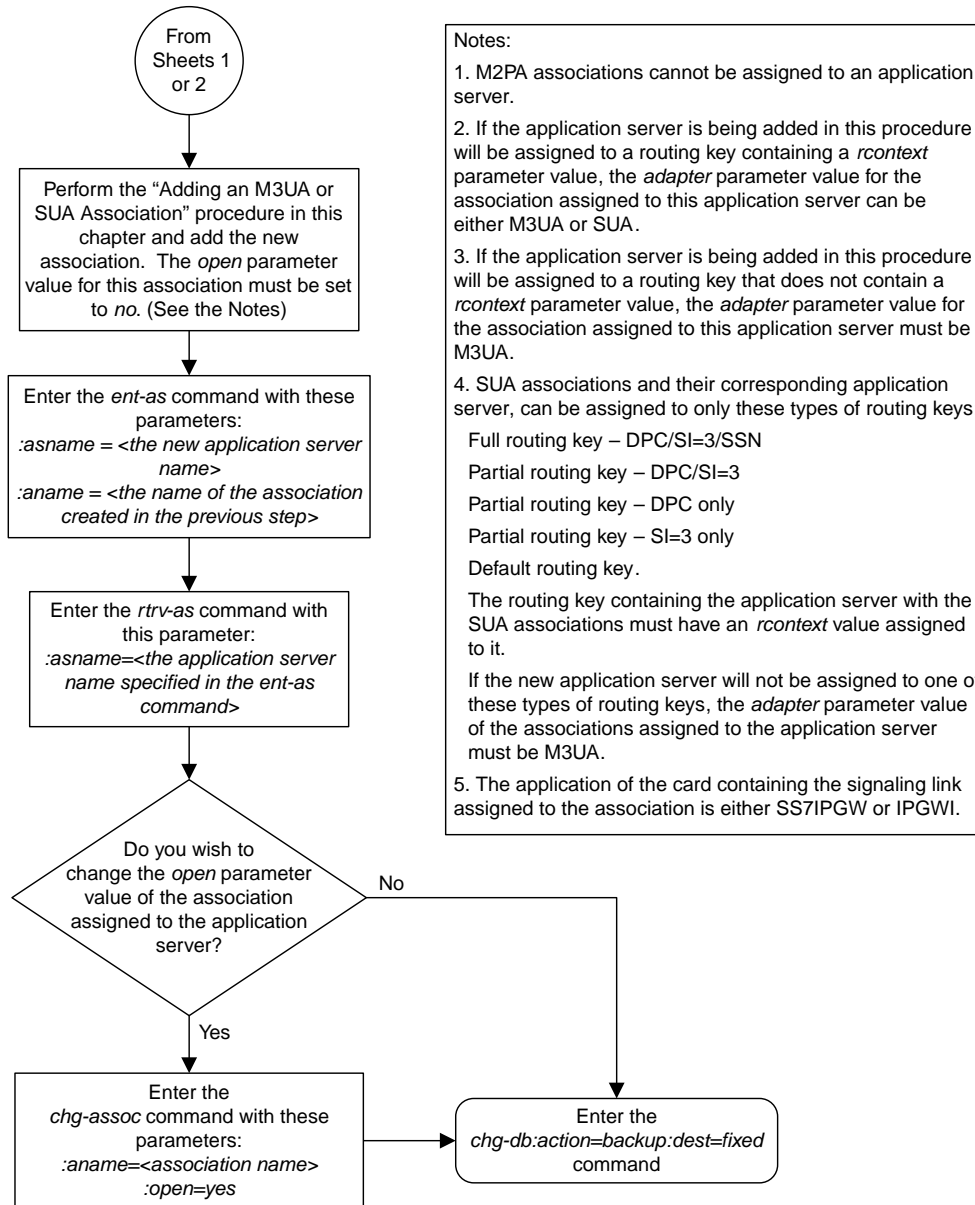 From
Sheets 1
or 2
Perform the “Adding an M3UA or
SUA Association” procedure in this
chapter and add the new
association. The open parameter
value for this association must be set
to no. (See the Notes)
Enter the ent-as command with these
parameters:
:asname = <the new application server
name>
:aname = <the name of the association
created in the previous step>
Enter the rtrv-as command with
this parameter:
:asname=<the application server
name specified in the ent-as
command>
Do you wish to
change the open parameter
value of the association
assigned to the application
server?
No
Yes
Enter the
chg-assoc command with these
parameters:
:aname=<association name>
:open=yes
Enter the
chg-db:action=backup:dest=fixed
command
Notes:
1. M2PA associations cannot be assigned to an application
server.
2. If the application server is being added in this procedure
will be assigned to a routing key containing a rcontext
parameter value, the adapter parameter value for the
association assigned to this application server can be
either M3UA or SUA.
3. If the application server is being added in this procedure
will be assigned to a routing key that does not contain a
rcontext parameter value, the adapter parameter value for
the association assigned to this application server must be
M3UA.
4. SUA associations and their corresponding application
server, can be assigned to only these types of routing keys
Full routing key – DPC/SI=3/SSN
Partial routing key – DPC/SI=3
Partial routing key – DPC only
Partial routing key – SI=3 only
Default routing key.
The routing key containing the application server with the
SUA associations must have an rcontext value assigned
to it.
If the new application server will not be assigned to one
these types of routing keys, the adapter parameter value
of the associations assigned to the application server
must be M3UA.
5. The application of the card containing the signaling link
assigned to the association is either SS7IPGW or IPGWI.